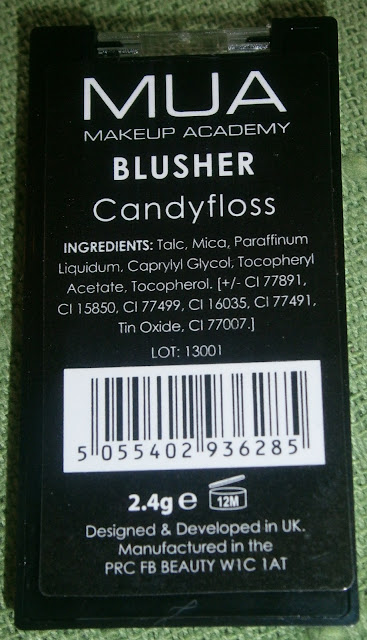 MUA
MAKEUP ACADEMY
BLUSHER
Candyfloss
INGREDIENTS: Talc, Mica, Paraffinum
Liquidum, Caprylyl Glycol, Tocopheryl
Acetate, Tocopherol. [+/- CI 77891,
CI 15850, CI 77499, CI 16035, CI 77491,
Tin Oxide, CI 77007.]
LOT: 13001
5 055402 936285
2.4g ℮ 12M
Designed & Developed in UK.
Manufactured in the
PRC FB BEAUTY W1C 1AT